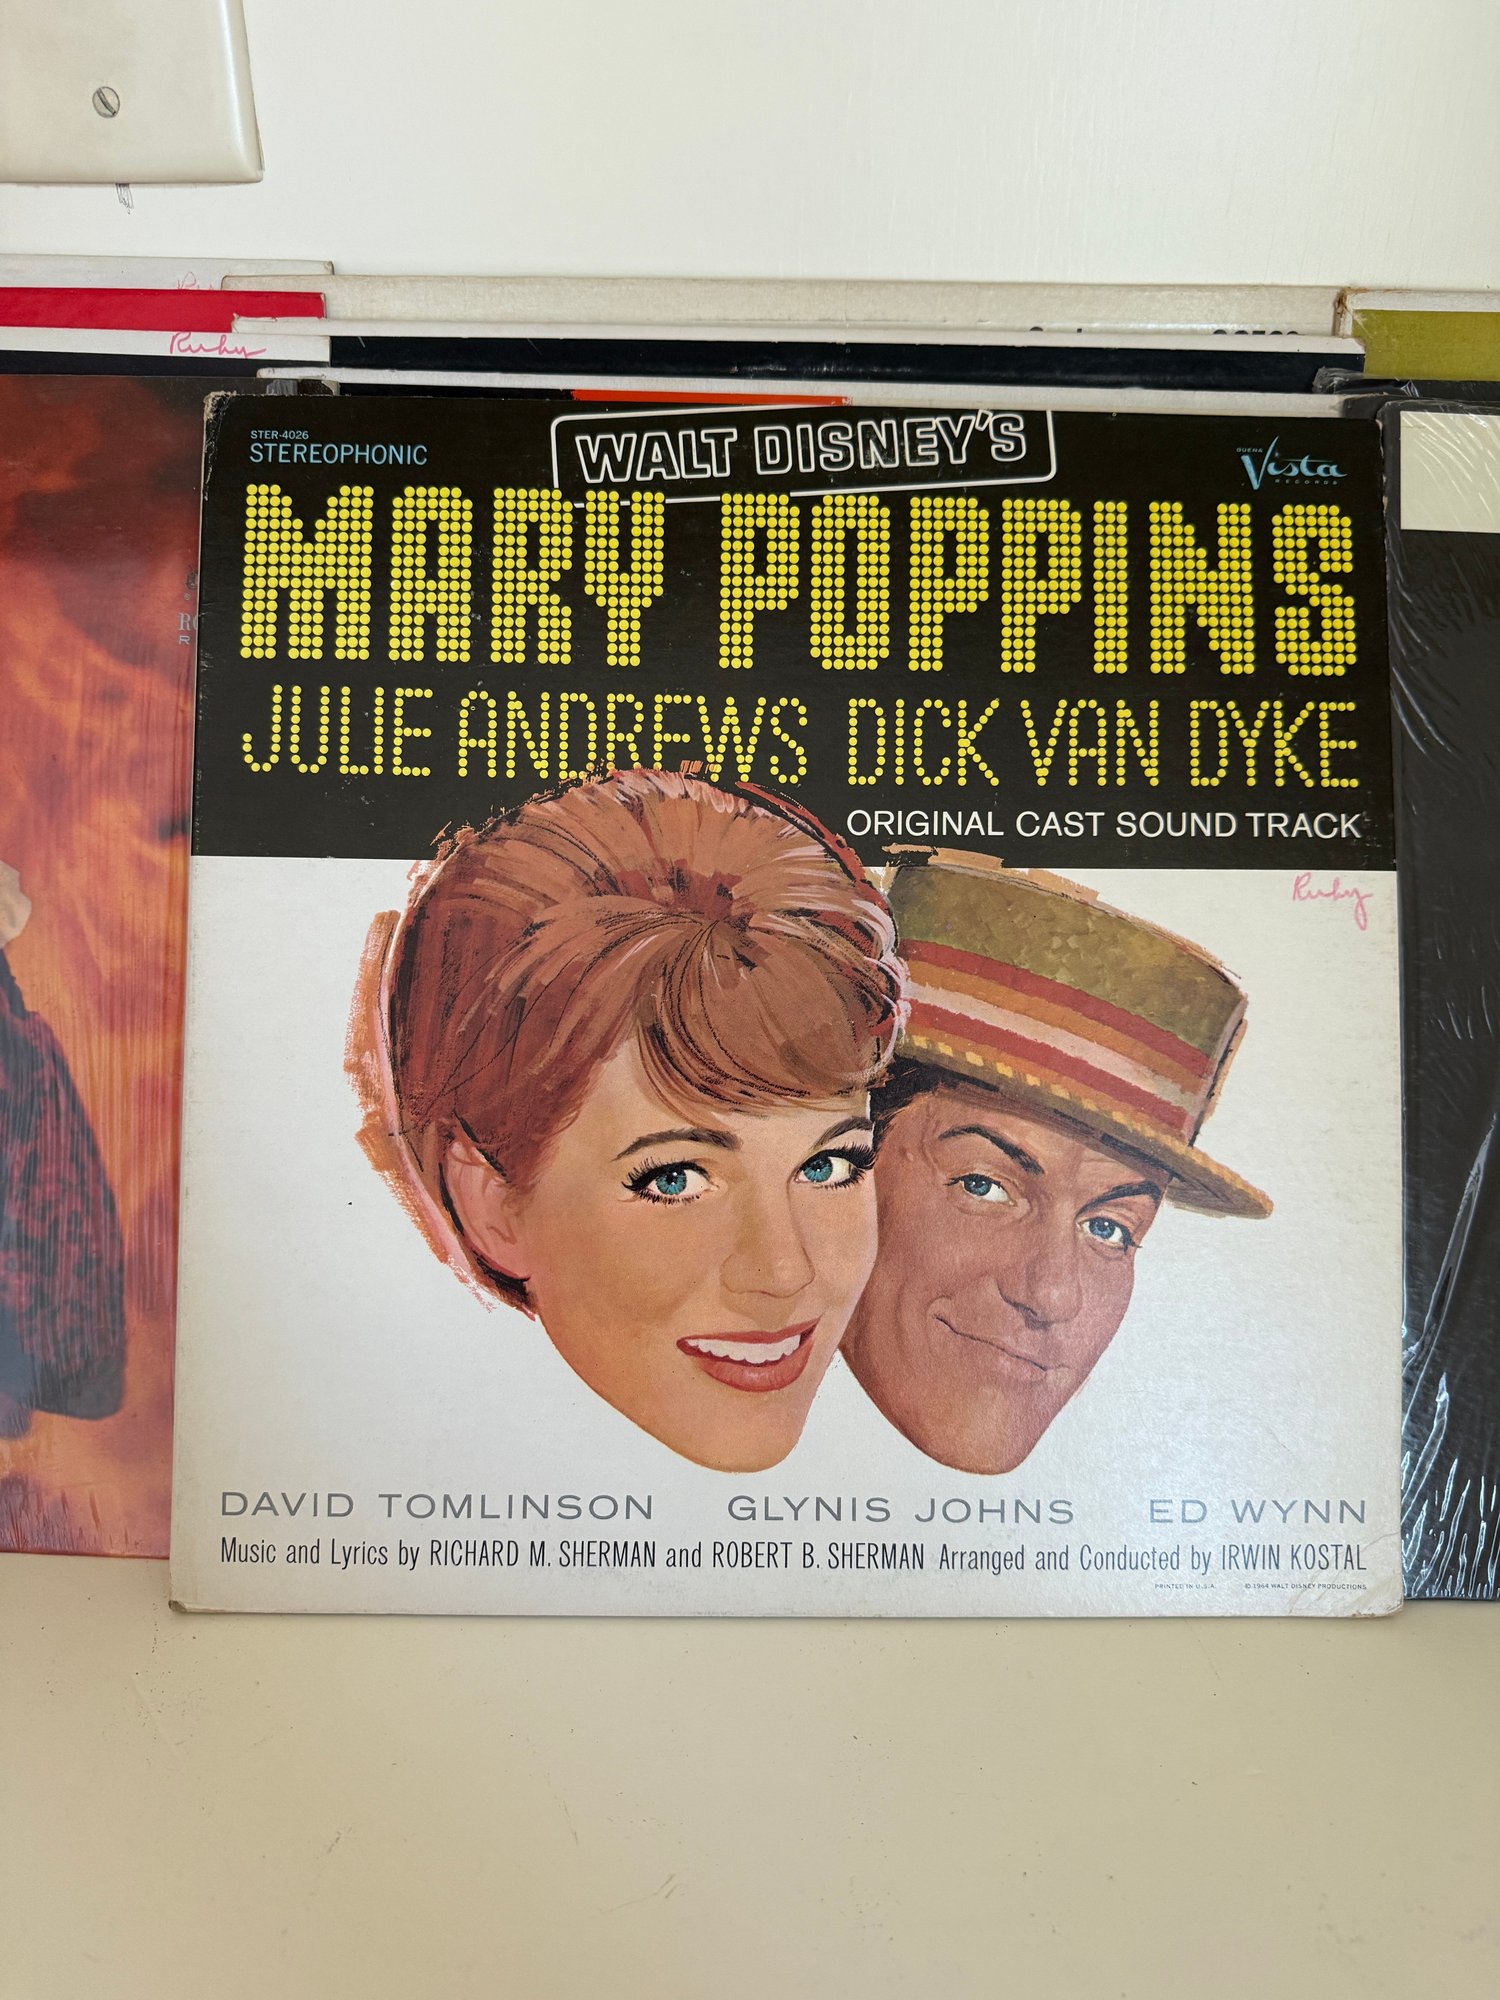 Ruby
STER-4026
STEREOPHONIC
WALT DISNEY'S
BUENA
Vista
RECORDS
MARY POPPINS
JULIE ANDREWS DICK VAN DYKE
ORIGINAL CAST SOUND TRACK
Ruby
DAVID TOMLINSON GLYNIS JOHNS ED WYNN
Music and Lyrics by RICHARD M. SHERMAN and ROBERT B. SHERMAN Arranged and Conducted by IRWIN KOSTAL
PRINTED IN U.S.A. © 1964 WALT DISNEY PRODUCTIONS